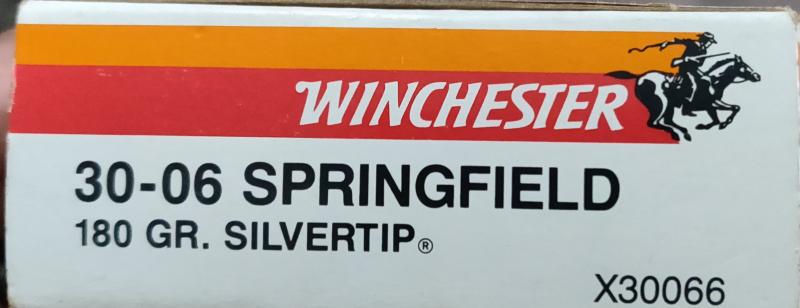 WINCHESTER
30-06 SPRINGFIELD
180 GR. SILVERTIP®
X30066